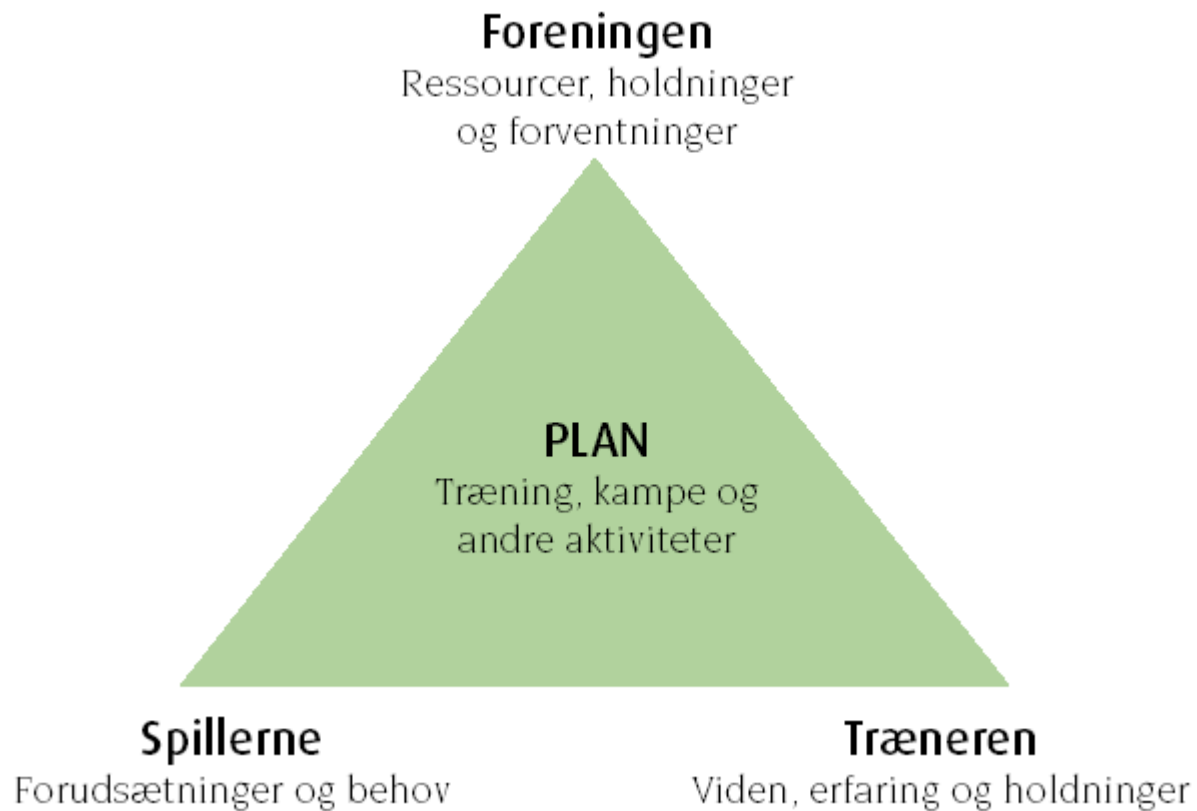 Foreningen
Ressourcer, holdninger
og forventninger
PLAN
Træning, kampe og
andre aktiviteter
Spillerne
Forudsætninger og behov
Træneren
Viden, erfaring og holdninger